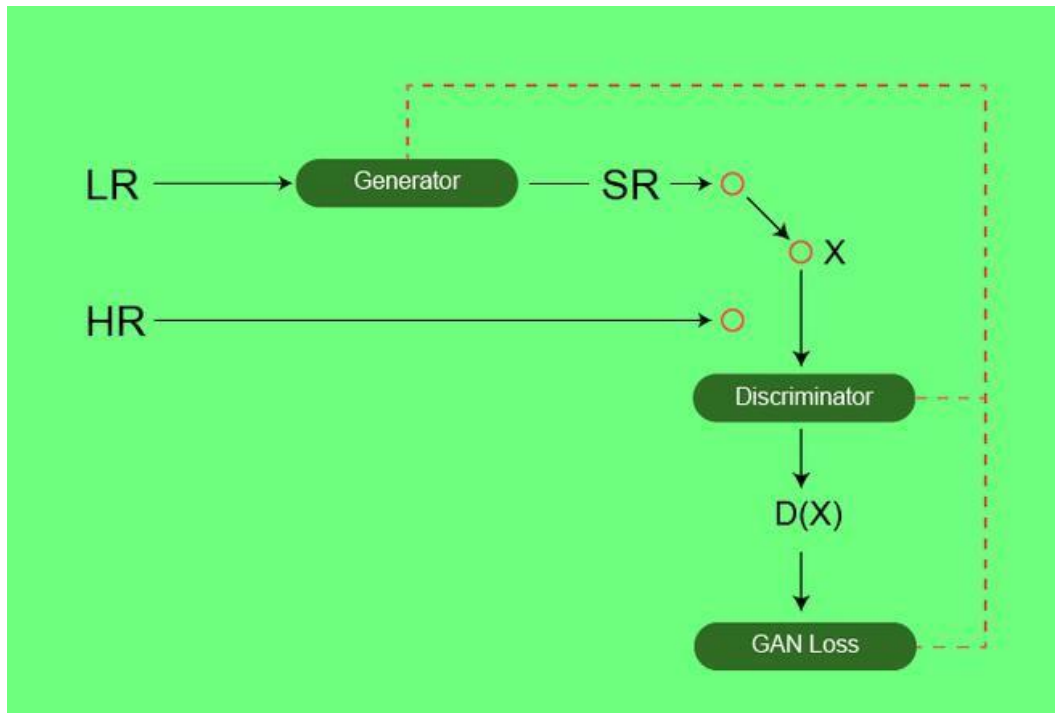 LR
Generator
SR
X
HR
Discriminator
D(X)
GAN Loss